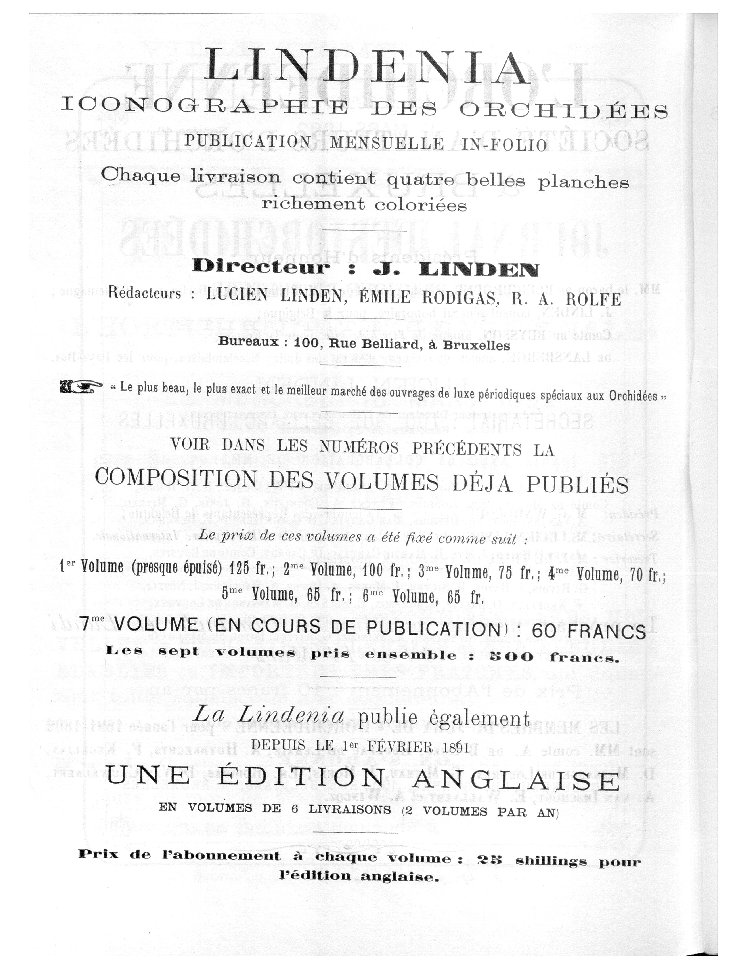 LINDENIA
ICONOGRAPHIE DES ORCHIDÉES
PUBLICATION MENSUELLE IN-FOLIO
Chaque livraison contient quatre belles planches
richement coloriées
Directeur : J. LINDEN
Rédacteurs : LUCIEN LINDEN, ÉMILE RODIGAS, R. A. ROLFE
Bureaux : 100, Rue Belliard, à Bruxelles
« Le plus beau, le plus exact et le meilleur marché des ouvrages de luxe périodiques spéciaux aux Orchidées »
VOIR DANS LES NUMÉROS PRÉCÉDENTS LA
COMPOSITION DES VOLUMES DÉJA PUBLIÉS
Le prix de ces volumes a été fixé comme suit :
1er Volume (presque épuisé) 125 fr.; 2me Volume, 100 fr.; 3me Volume, 75 fr.; 4me Volume, 70 fr.;
5me Volume, 65 fr.; 6me Volume, 65 fr.
7me VOLUME (EN COURS DE PUBLICATION) : 60 FRANCS
Les sept volumes pris ensemble : 500 francs.
La Lindenia publie également
DEPUIS LE 1er FÉVRIER 1891
UNE ÉDITION ANGLAISE
EN VOLUMES DE 6 LIVRAISONS (2 VOLUMES PAR AN)
Prix de l'abonnement à chaque volume : 25 shillings pour
l'édition anglaise.